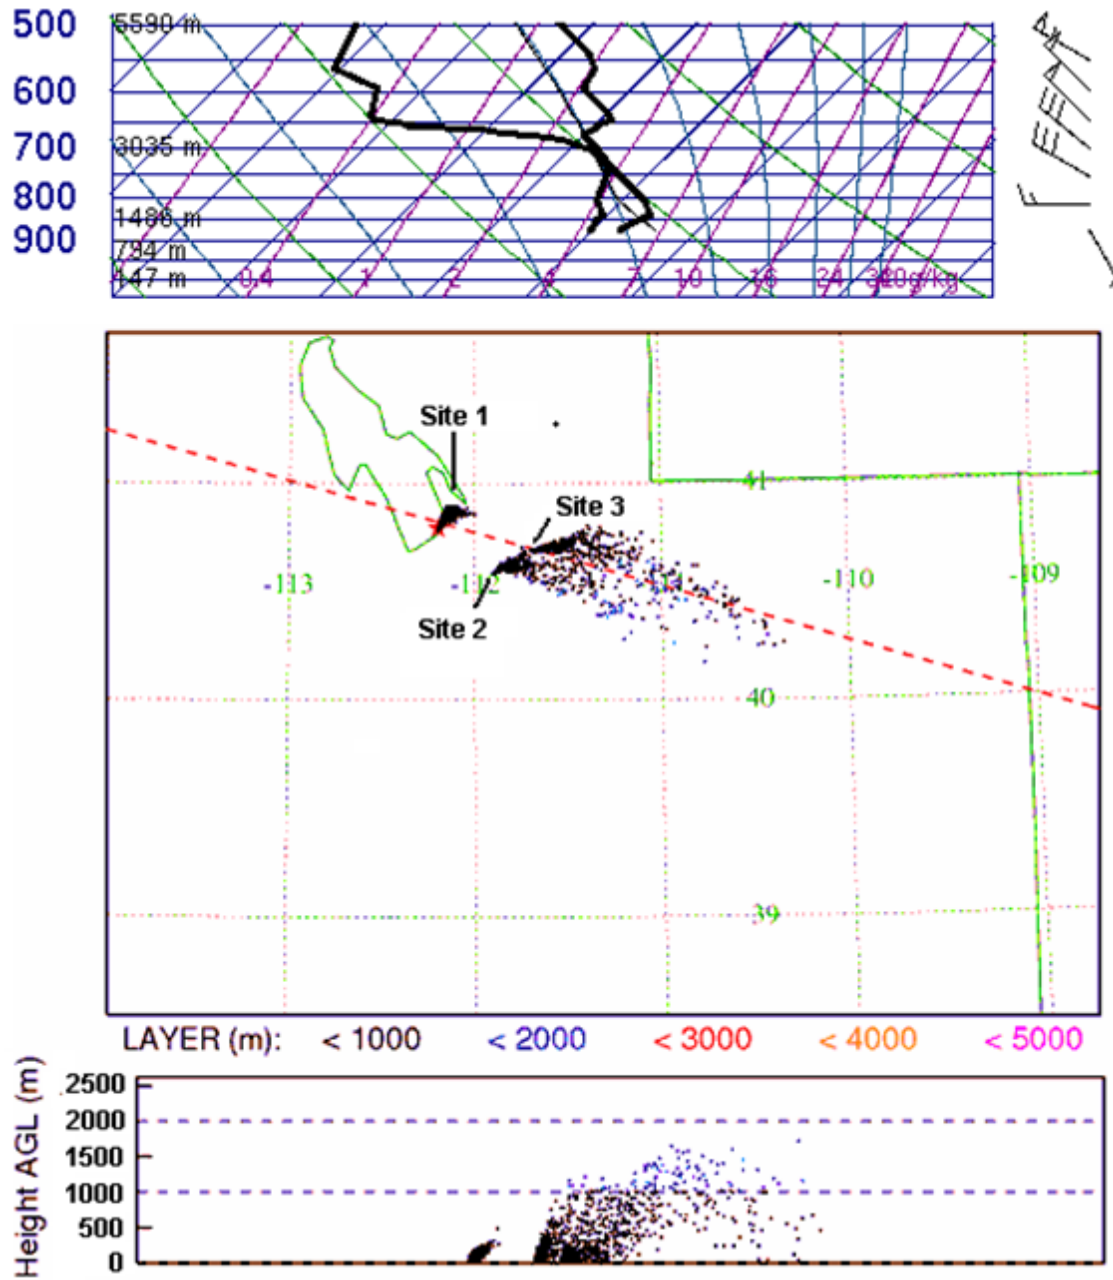 500 5590 m
600
700 3035 m
800
1486 m
900
794 m
147 m 0.4 1 2 4 7 10 16 24 g/kg
Site 1
41
Site 3
-113 -112 -110 -109
Site 2
40
39
LAYER (m): < 1000 < 2000 < 3000 < 4000 < 5000
Height AGL (m)
2500
2000
1500
1000
500
0